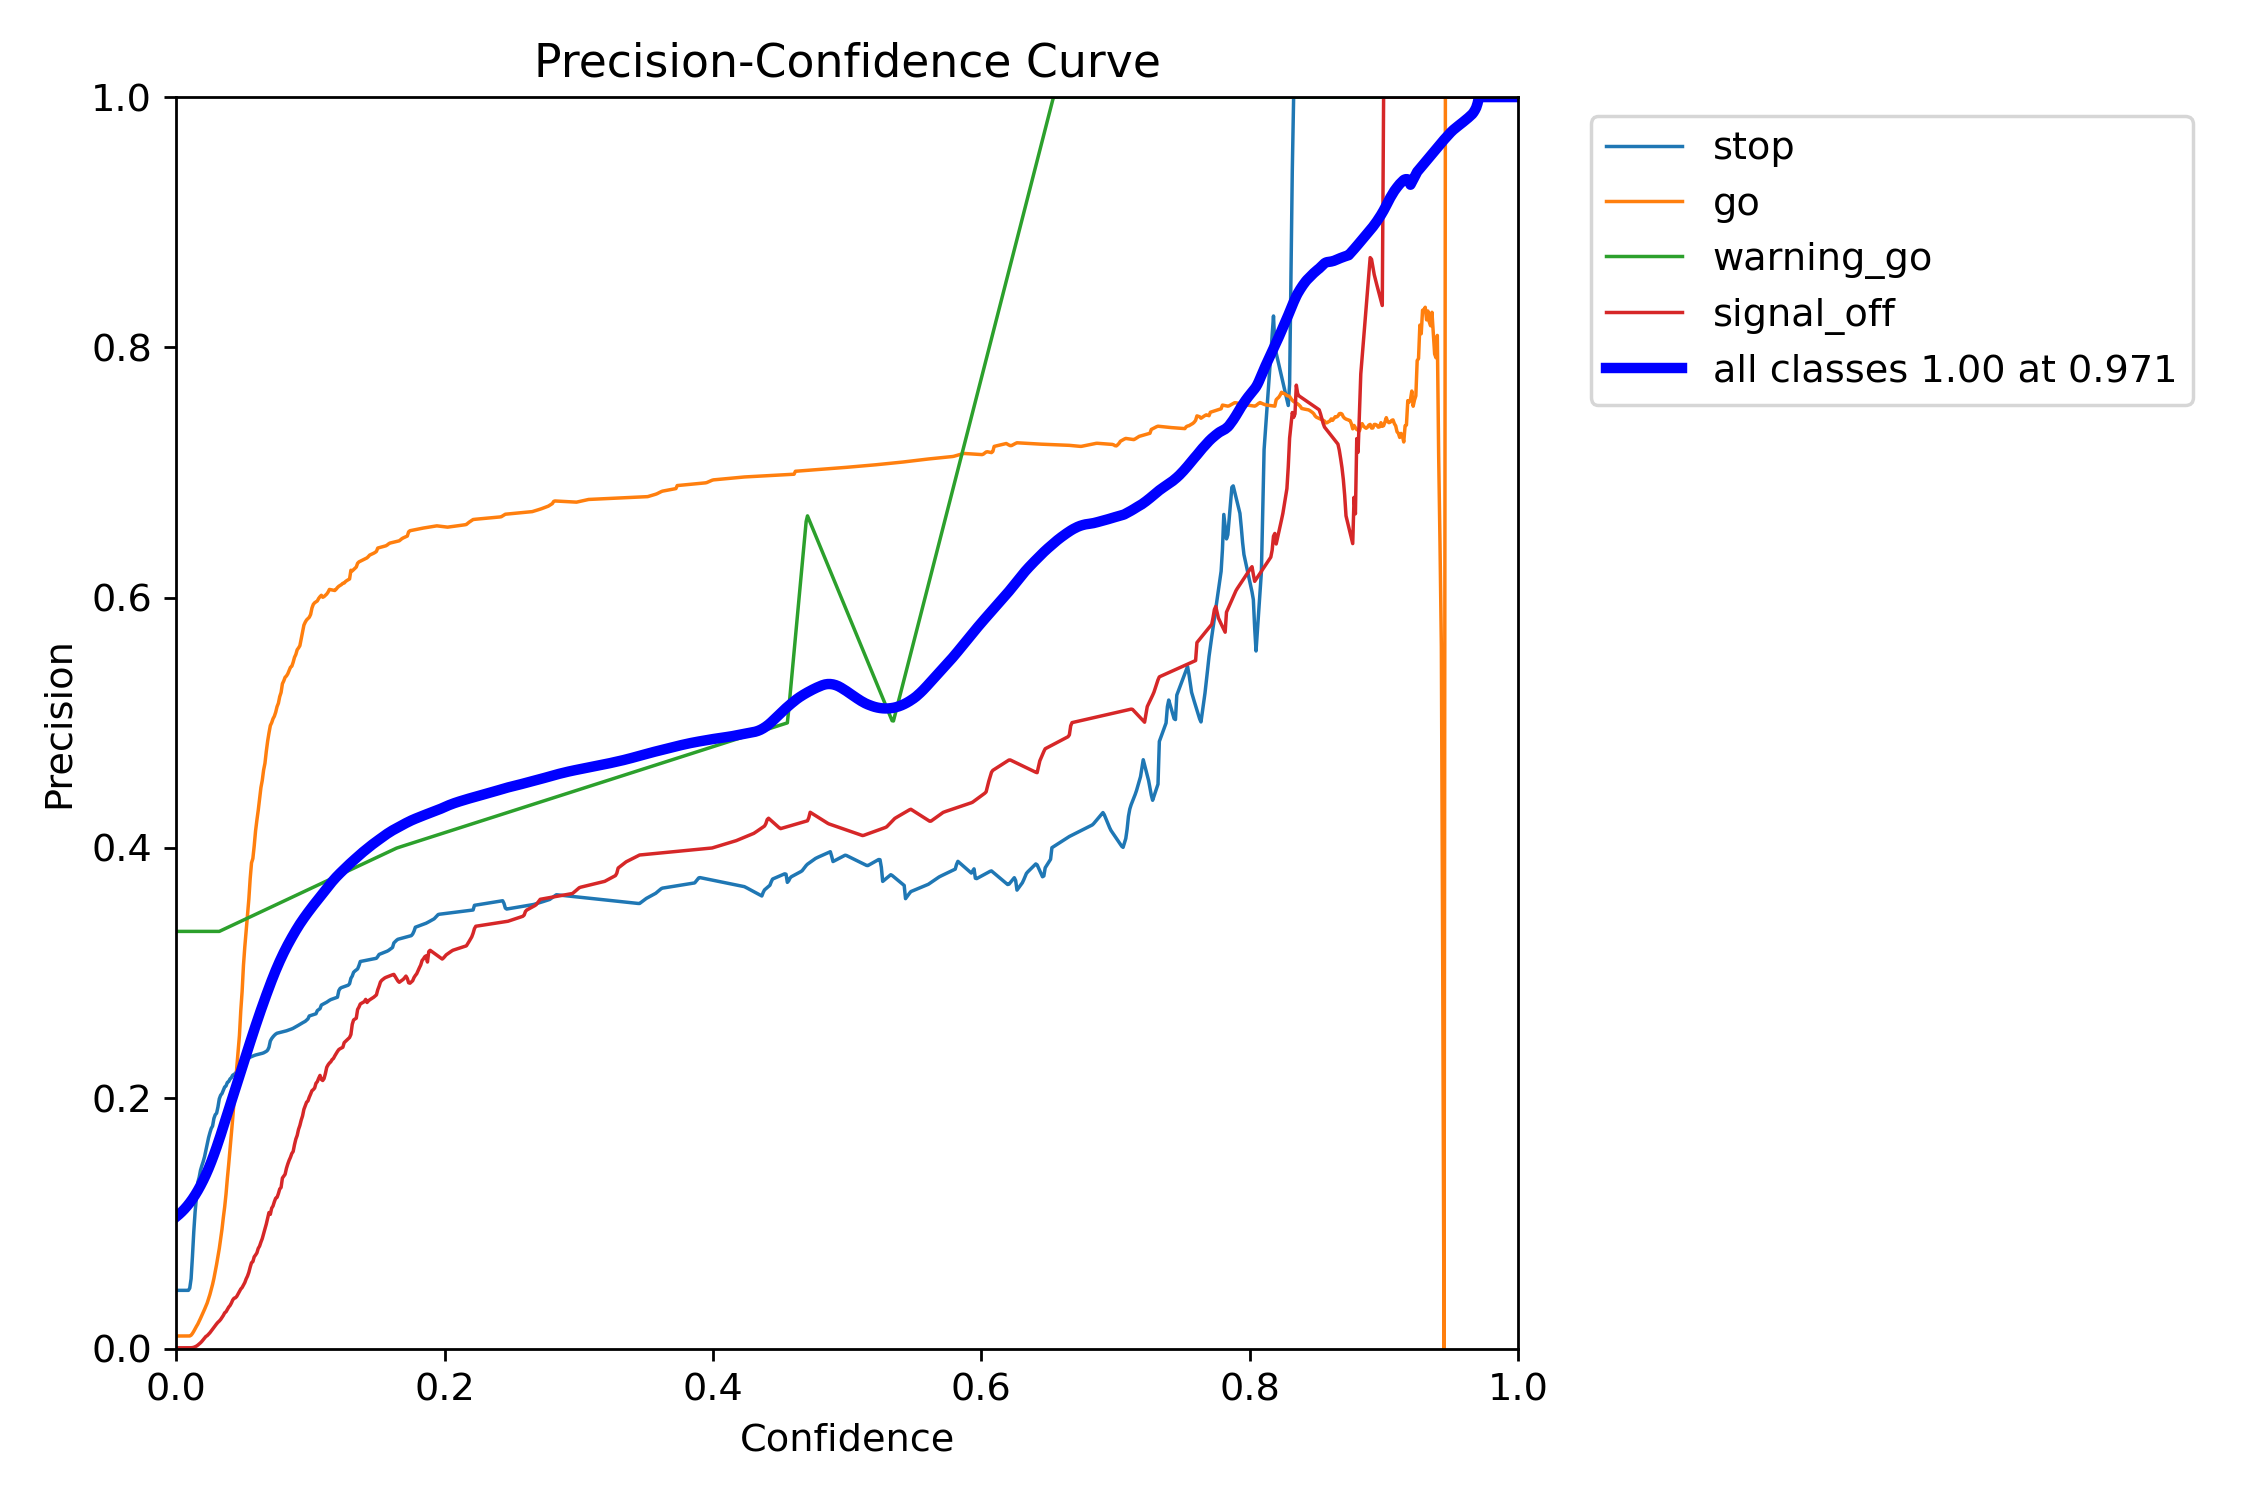 Precision-Confidence Curve
1.0
0.8
0.6
0.4
0.2
0.0
Precision
0.0 0.2 0.4 0.6 0.8 1.0
Confidence
stop
go
warning_go
signal_off
all classes 1.00 at 0.971